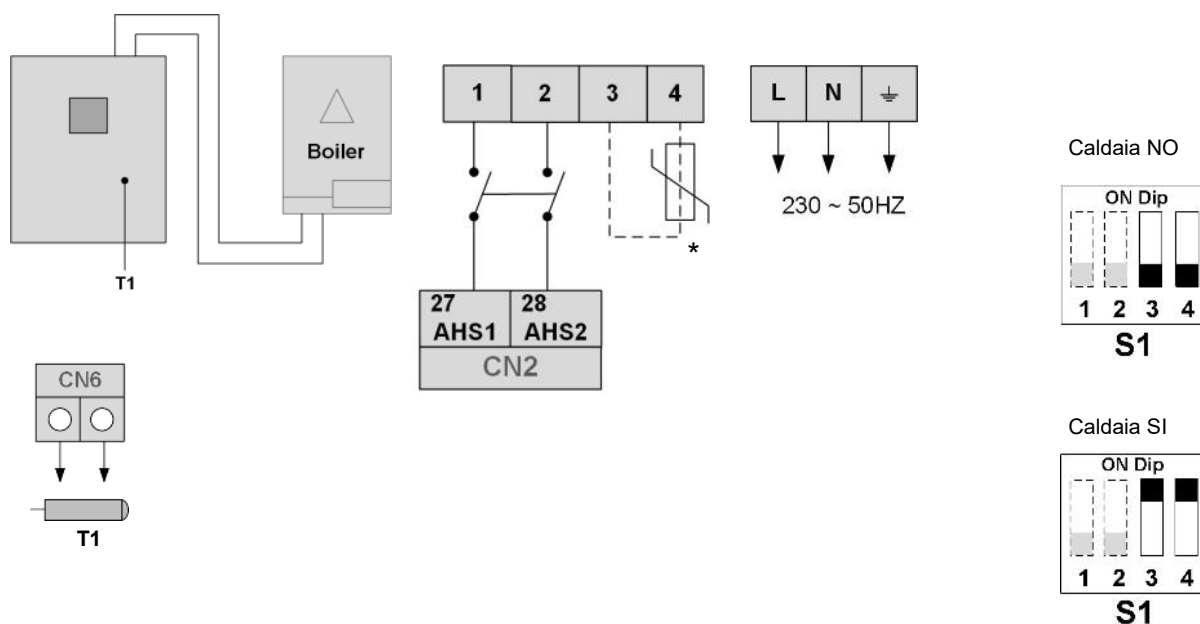 Boiler
T1
1 2 3 4
*
27 28
AHS1 AHS2
CN2
L N
230 ~ 50HZ
CN6
T1
Caldaia NO
ON Dip
1 2 3 4
S1
Caldaia SI
ON Dip
1 2 3 4
S1